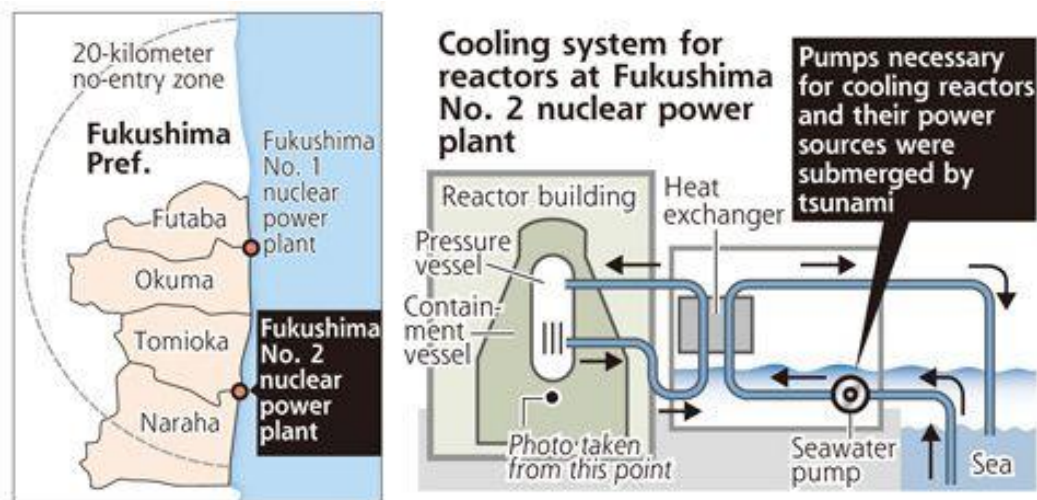 20-kilometer
no-entry zone
Fukushima
Pref.
Fukushima
No. 1
nuclear
power
plant
Futaba
Okuma
Tomioka
Naraha
Fukushima
No. 2
nuclear
power
plant
Cooling system for
reactors at Fukushima
No. 2 nuclear power
plant
Pumps necessary
for cooling reactors
and their power
sources were
submerged by
tsunami
Reactor building
Heat
exchanger
Pressure
vessel
Contain-
ment
vessel
Photo taken
from this point
Seawater
pump
Sea